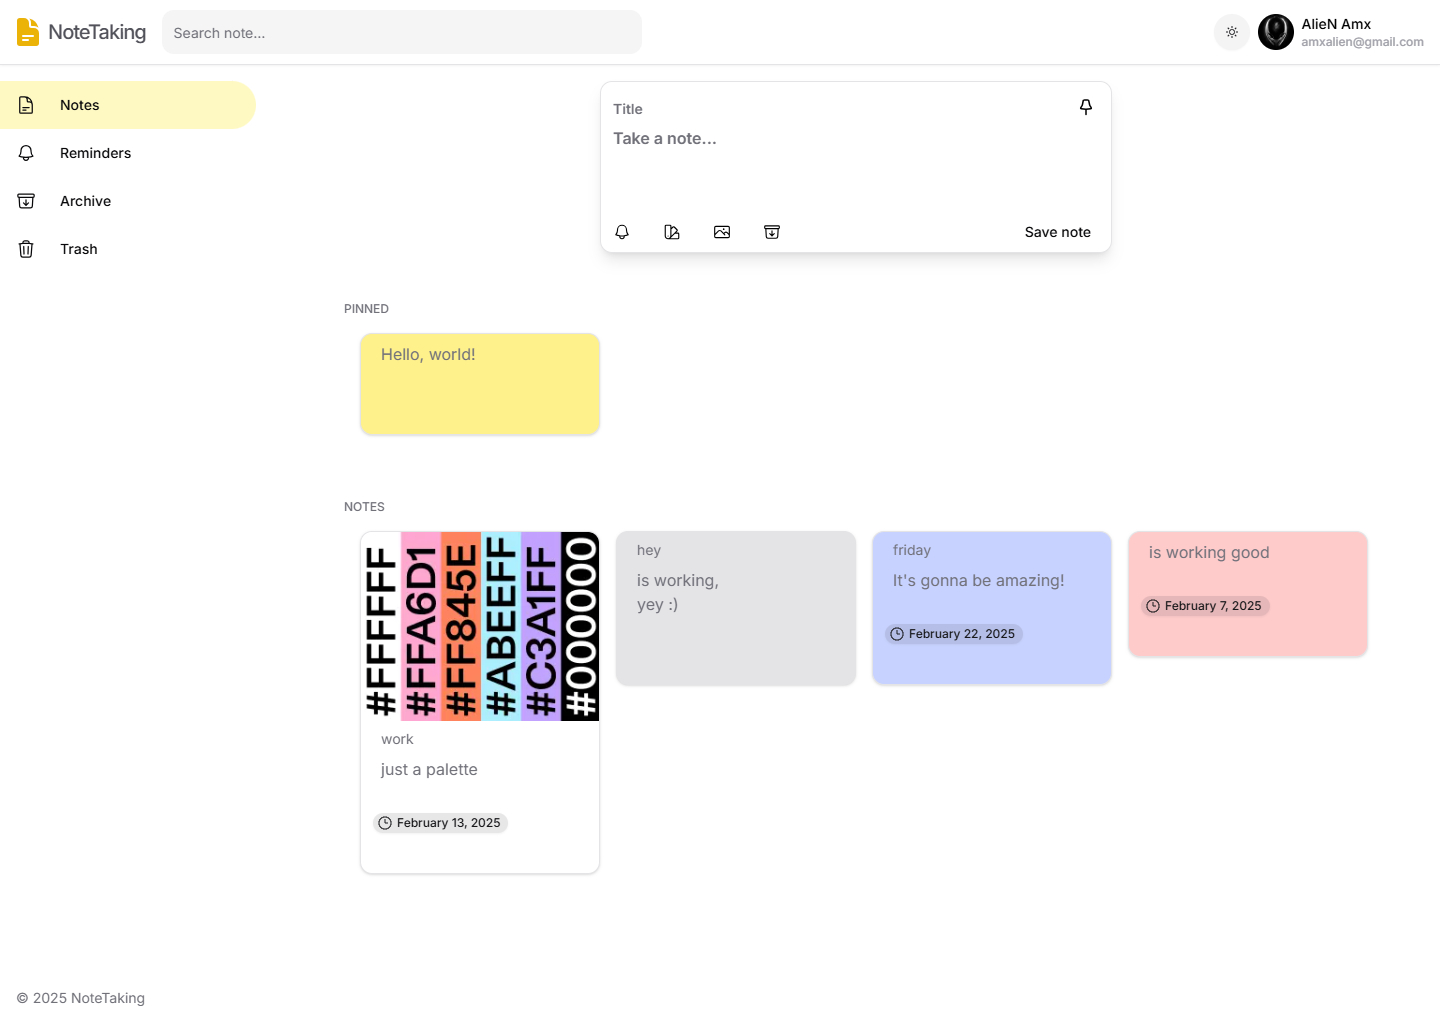 NoteTaking
Search note...
AlieN Amx
amxalien@gmail.com
Notes
Reminders
Archive
Trash
Title
Take a note...
Save note
PINNED
Hello, world!
NOTES
#FFFFFF
#FFA6D1
#FF845E
#ABEEFF
#C3A1FF
#000000
work
just a palette
February 13, 2025
hey
is working,
yey :)
friday
It's gonna be amazing!
February 22, 2025
is working good
February 7, 2025
© 2025 NoteTaking